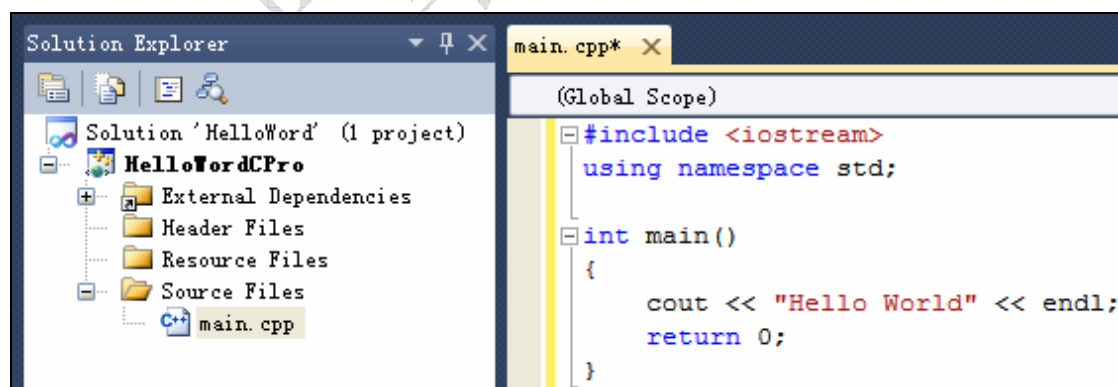 Solution Explorer
Solution 'HelloWord' (1 project)
HelloWordCPro
External Dependencies
Header Files
Resource Files
Source Files
C++ main.cpp
main.cpp*
(Global Scope)
#include <iostream>
using namespace std;
int main()
{
cout << "Hello World" << endl;
return 0;
}